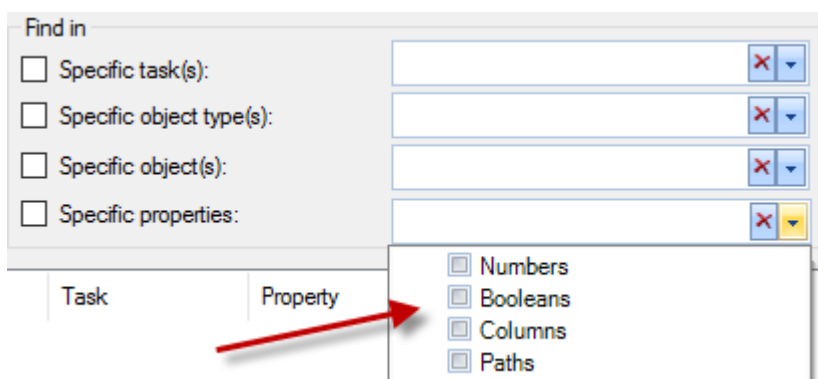 Find in
Specific task(s):
Specific object type(s):
Specific object(s):
Specific properties:
Numbers
Task Property Booleans
Columns
Paths